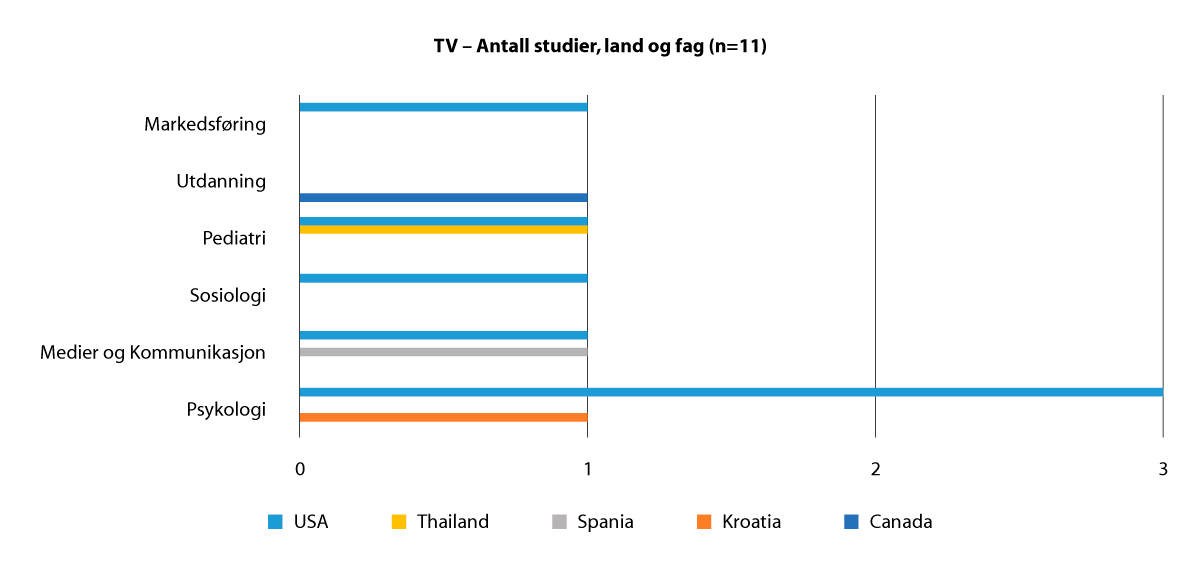 TV – Antall studier, land og fag (n=11)
Markedsføring
Utdanning
Pediatri
Sosiologi
Medier og Kommunikasjon
Psykologi
0 1 2 3
USA Thailand Spania Kroatia Canada